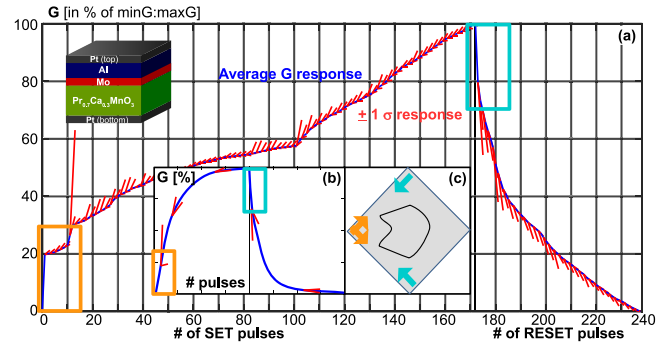 G [in % of minG:maxG]
100
80
60
40
20
0
(a)
Pt (top)
Al
Mo
Pr0.7Ca0.3MnO3
Pt (bottom)
Average G response
± 1 σ response
G [%]
(b)
# pulses
(c)
0 20 40 60 80 100 120 140 160 180 200 220 240
# of SET pulses
# of RESET pulses